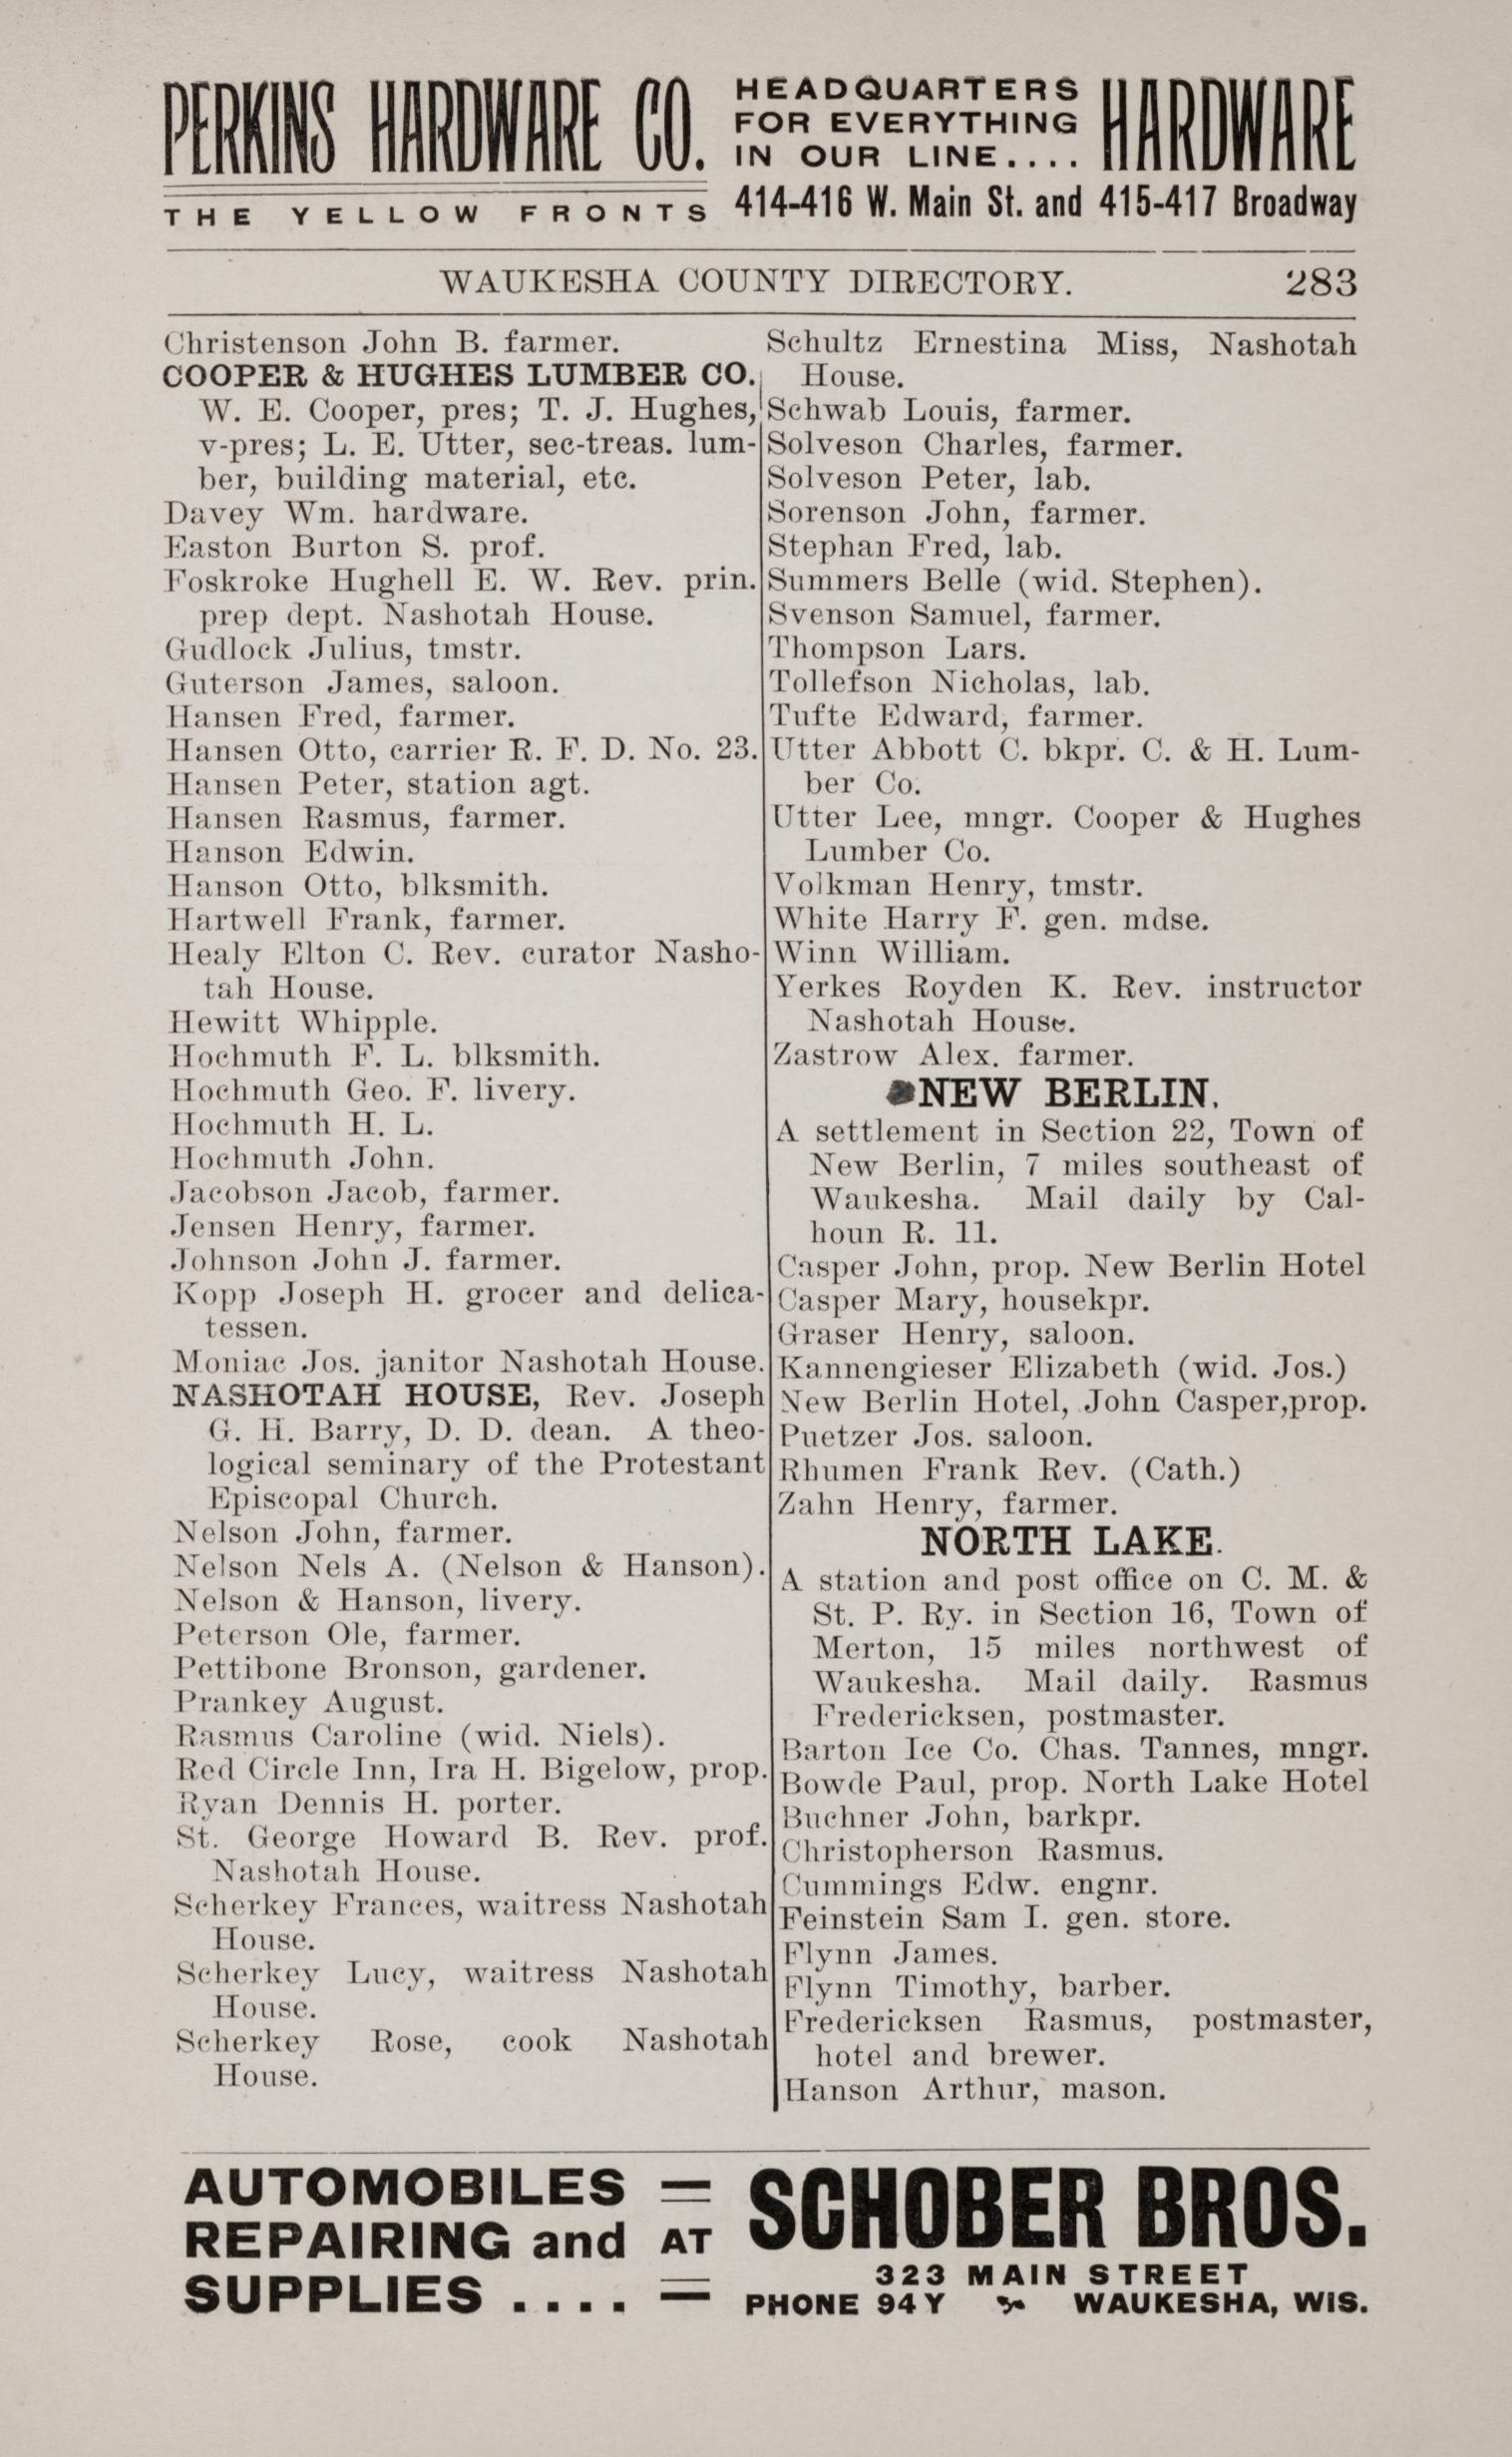 PERKINS HARDWARE CO.
THE YELLOW FRONTS
HEADQUARTERS
FOR EVERYTHING
IN OUR LINE....
HARDWARE
414-416 W. Main St. and 415-417 Broadway
WAUKESHA COUNTY DIRECTORY. 283
Christenson John B. farmer.
COOPER & HUGHES LUMBER CO.
W. E. Cooper, pres; T. J. Hughes,
v-pres; L. E. Utter, sec-treas. lum-
ber, building material, etc.
Davey Wm. hardware.
Easton Burton S. prof.
Foskroke Hughell E. W. Rev. prin.
prep dept. Nashotah House.
Gudlock Julius, tmstr.
Guterson James, saloon.
Hansen Fred, farmer.
Hansen Otto, carrier R. F. D. No. 23.
Hansen Peter, station agt.
Hansen Rasmus, farmer.
Hanson Edwin.
Hanson Otto, blksmith.
Hartwell Frank, farmer.
Healy Elton C. Rev. curator Nasho-
tah House.
Hewitt Whipple.
Hochmuth F. L. blksmith.
Hochmuth Geo. F. livery.
Hochmuth H. L.
Hochmuth John.
Jacobson Jacob, farmer.
Jensen Henry, farmer.
Johnson John J. farmer.
Kopp Joseph H. grocer and delica-
tessen.
Moniac Jos. janitor Nashotah House.
NASHOTAH HOUSE, Rev. Joseph
G. H. Barry, D. D. dean. A theo-
logical seminary of the Protestant
Episcopal Church.
Nelson John, farmer.
Nelson Nels A. (Nelson & Hanson).
Nelson & Hanson, livery.
Peterson Ole, farmer.
Pettibone Bronson, gardener.
Prankey August.
Rasmus Caroline (wid. Niels).
Red Circle Inn, Ira H. Bigelow, prop.
Ryan Dennis H. porter.
St. George Howard B. Rev. prof.
Nashotah House.
Scherkey Frances, waitress Nashotah
House.
Scherkey Lucy, waitress Nashotah
House.
Scherkey Rose, cook Nashotah
House.
Schultz Ernestina Miss, Nashotah
House.
Schwab Louis, farmer.
Solveson Charles, farmer.
Solveson Peter, lab.
Sorenson John, farmer.
Stephan Fred, lab.
Summers Belle (wid. Stephen).
Svenson Samuel, farmer.
Thompson Lars.
Tollefson Nicholas, lab.
Tufte Edward, farmer.
Utter Abbott C. bkpr. C. & H. Lum-
ber Co.
Utter Lee, mngr. Cooper & Hughes
Lumber Co.
Volkman Henry, tmstr.
White Harry F. gen. mdse.
Winn William.
Yerkes Royden K. Rev. instructor
Nashotah House.
Zastrow Alex. farmer.
NEW BERLIN.
A settlement in Section 22, Town of
New Berlin, 7 miles southeast of
Waukesha. Mail daily by Cal-
houn R. 11.
Casper John, prop. New Berlin Hotel
Casper Mary, housekpr.
Graser Henry, saloon.
Kannengieser Elizabeth (wid. Jos.)
New Berlin Hotel, John Casper,prop.
Puetzer Jos. saloon.
Rhumen Frank Rev. (Cath.)
Zahn Henry, farmer.
NORTH LAKE.
A station and post office on C. M. &
St. P. Ry. in Section 16, Town of
Merton, 15 miles northwest of
Waukesha. Mail daily. Rasmus
Fredericksen, postmaster.
Barton Ice Co. Chas. Tannes, mngr.
Bowde Paul, prop. North Lake Hotel
Buchner John, barkpr.
Christopherson Rasmus.
Cummings Edw. engnr.
Feinstein Sam I. gen. store.
Flynn James.
Flynn Timothy, barber.
Fredericksen Rasmus, postmaster,
hotel and brewer.
Hanson Arthur, mason.
AUTOMOBILES
REPAIRING and
SUPPLIES ....
AT
SCHOBER BROS.
323 MAIN STREET
PHONE 94Y WAUKESHA, WIS.